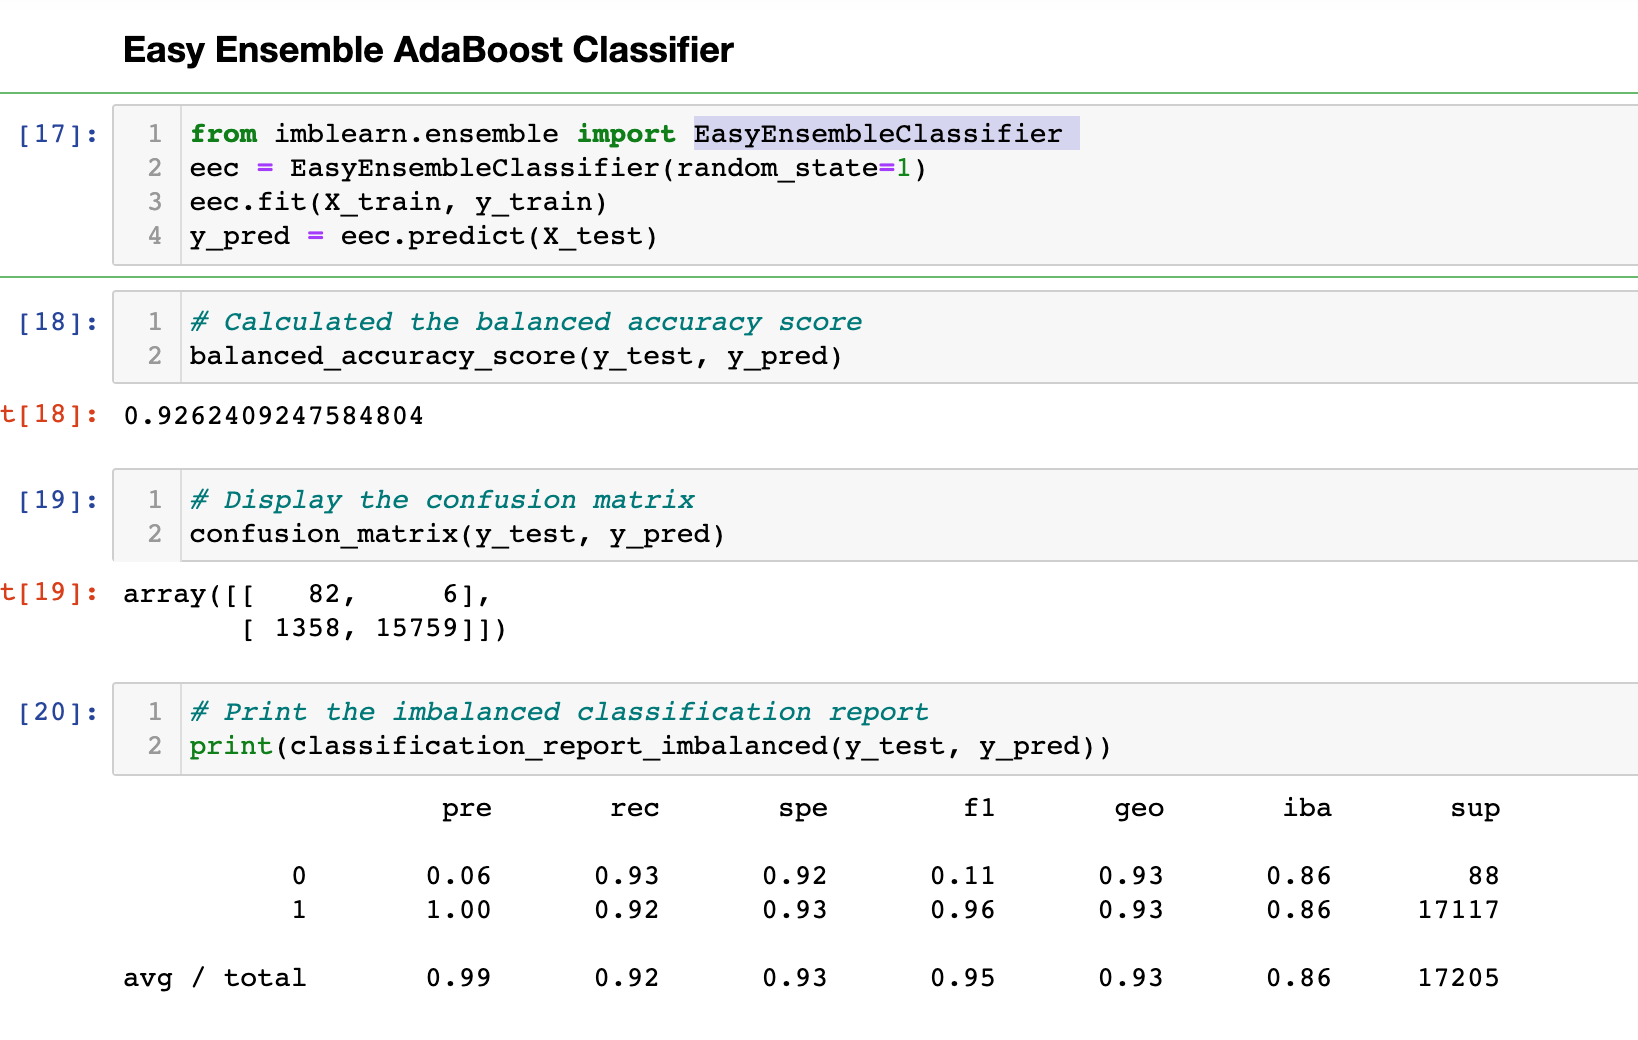 Easy Ensemble AdaBoost Classifier
[17]:
1 from imblearn.ensemble import EasyEnsembleClassifier
2 eec = EasyEnsembleClassifier(random_state=1)
3 eec.fit(X_train, y_train)
4 y_pred = eec.predict(X_test)
[18]:
1 # Calculated the balanced accuracy score
2 balanced_accuracy_score(y_test, y_pred)
t[18]: 0.9262409247584804
[19]:
1 # Display the confusion matrix
2 confusion_matrix(y_test, y_pred)
t[19]: array([[   82,     6],
       [ 1358, 15759]])
[20]:
1 # Print the imbalanced classification report
2 print(classification_report_imbalanced(y_test, y_pred))
pre rec spe f1 geo iba sup
0 0.06 0.93 0.92 0.11 0.93 0.86 88
1 1.00 0.92 0.93 0.96 0.93 0.86 17117
avg / total 0.99 0.92 0.93 0.95 0.93 0.86 17205